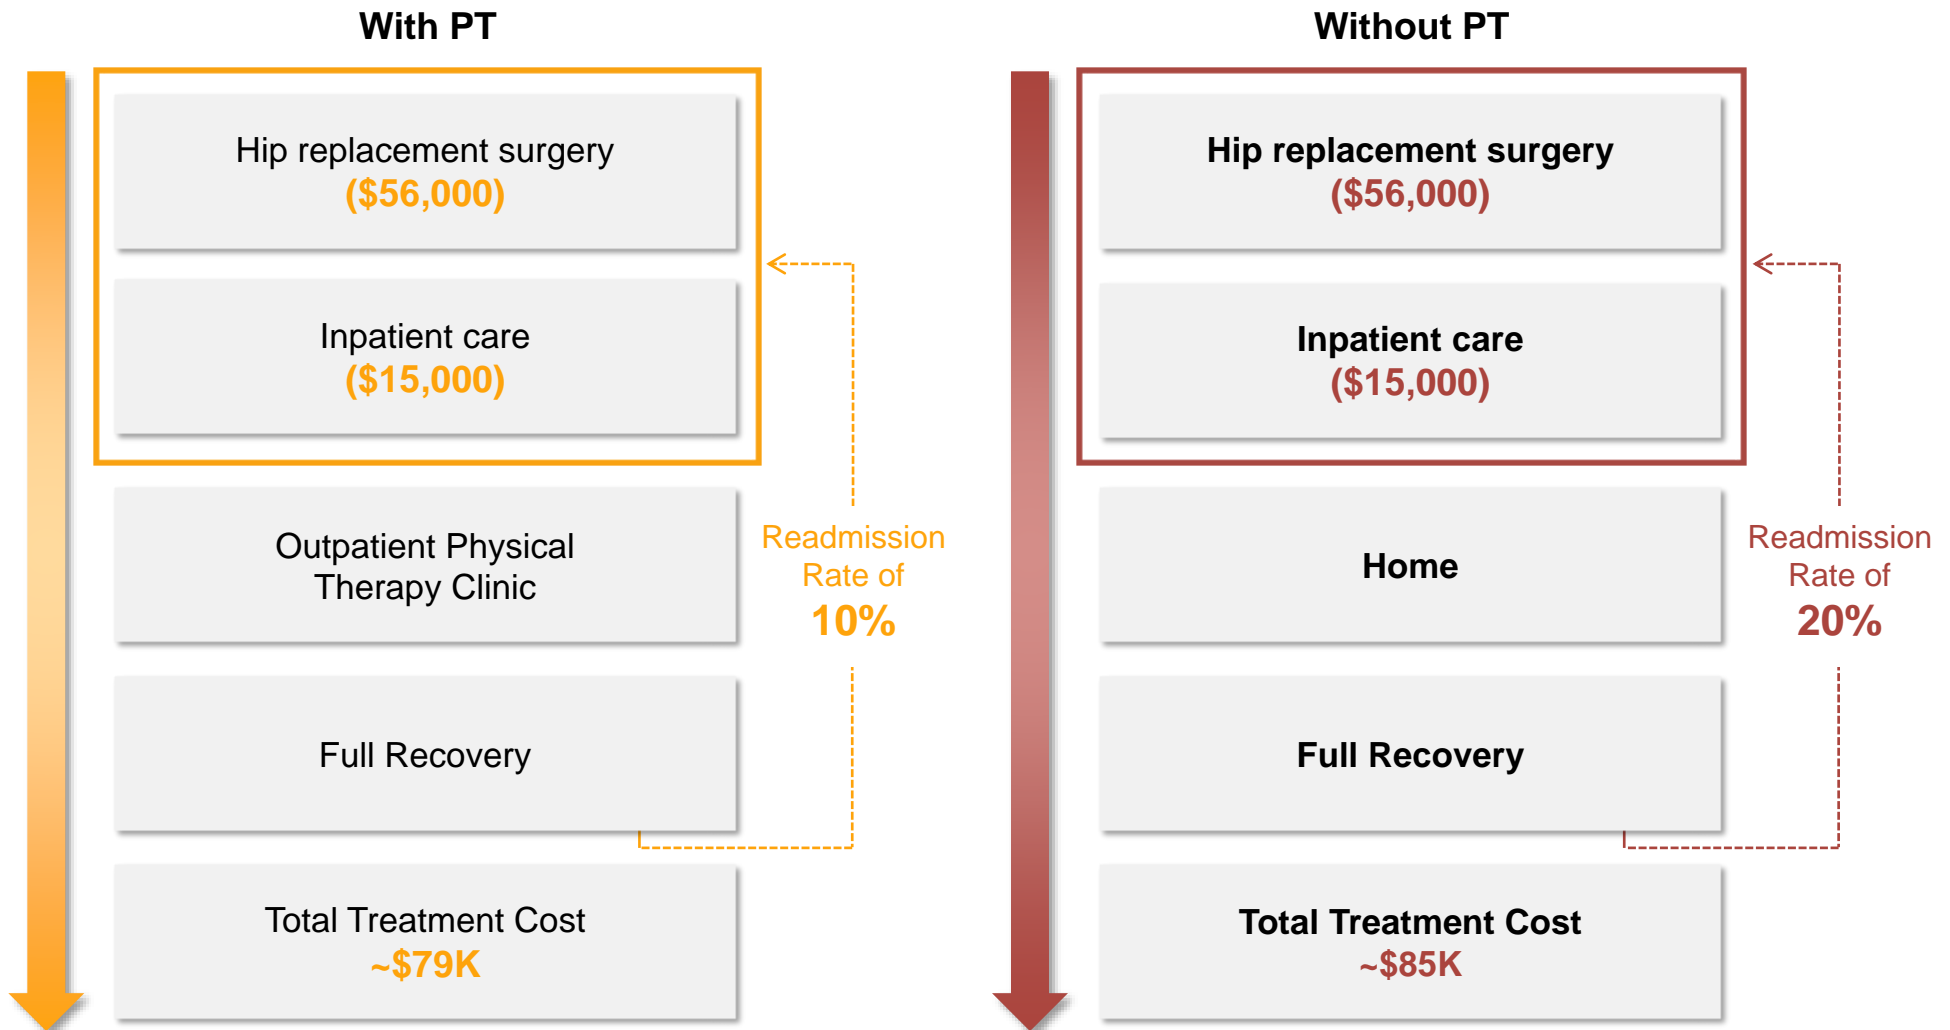 With PT
Hip replacement surgery
($56,000)
Inpatient care
($15,000)
Outpatient Physical
Therapy Clinic
Full Recovery
Total Treatment Cost
~$79K
Readmission
Rate of
10%
Without PT
Hip replacement surgery
($56,000)
Inpatient care
($15,000)
Home
Full Recovery
Total Treatment Cost
~$85K
Readmission
Rate of
20%